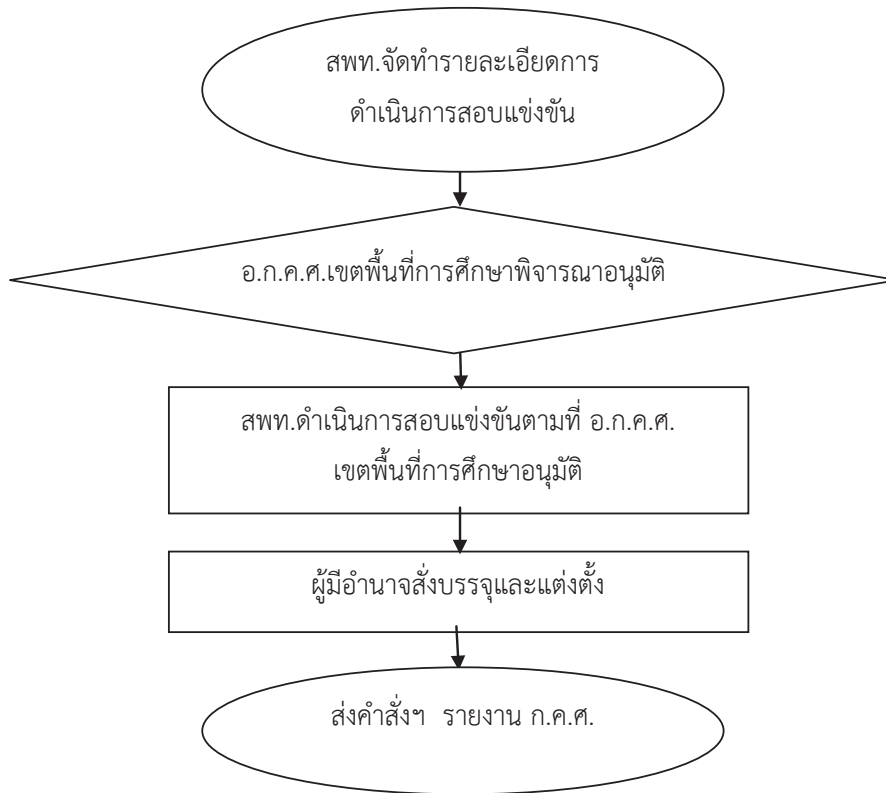 สพท.จัดทำรายละเอียดการ
ดำเนินการสอบแข่งขัน
อ.ก.ค.ศ.เขตพื้นที่การศึกษาพิจารณาอนุมัติ
สพท.ดำเนินการสอบแข่งขันตามที่ อ.ก.ค.ศ.
เขตพื้นที่การศึกษาอนุมัติ
ผู้มีอำนาจสั่งบรรจุและแต่งตั้ง
ส่งคำสั่งฯ รายงาน ก.ค.ศ.